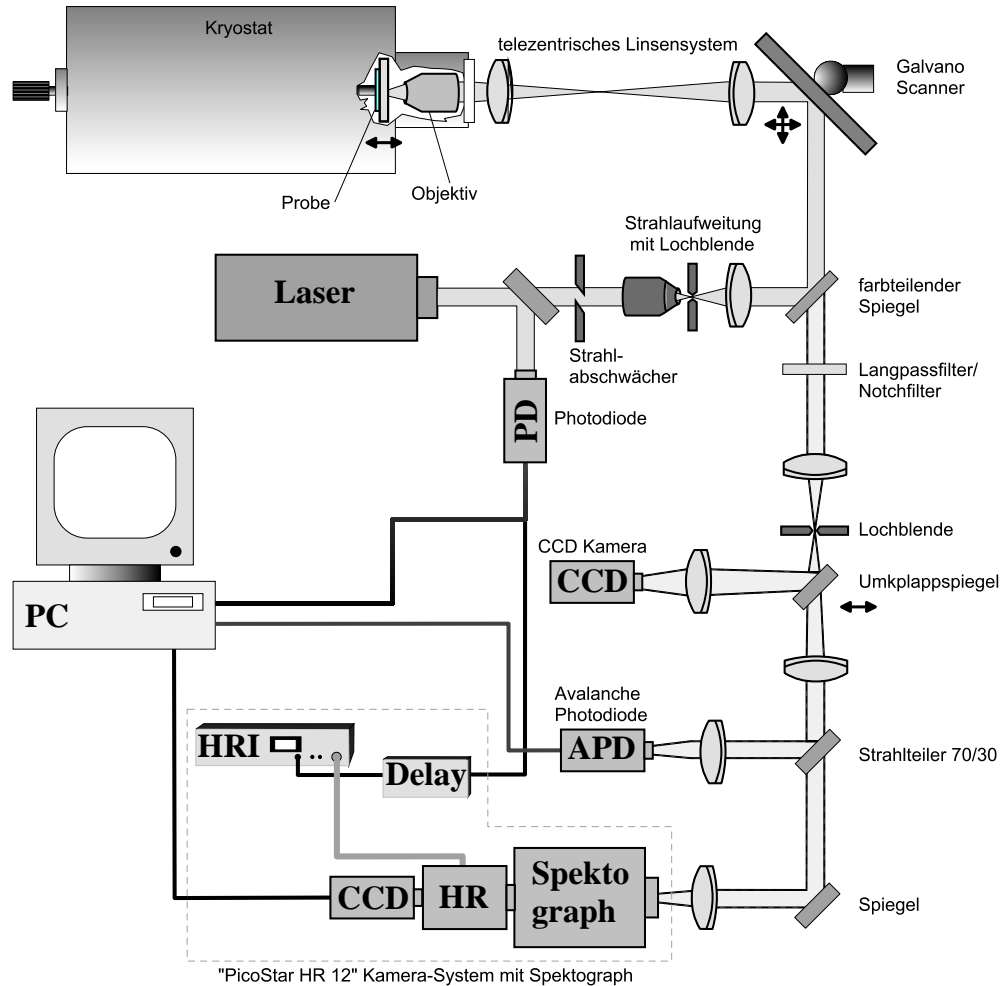 Kryostat
telezentrisches Linsensystem
Galvano
Scanner
Probe
Objektiv
Strahlaufweitung
mit Lochblende
Laser
farbteilender
Spiegel
Strahl-
abschwächer
Langpassfilter/
Notchfilter
PD
Photodiode
Lochblende
CCD Kamera
CCD
Umkplappspiegel
PC
Avalanche
Photodiode
APD
Strahlteiler 70/30
HRI
Delay
Spekto
graph
CCD
HR
Spiegel
"PicoStar HR 12" Kamera-System mit Spektograph